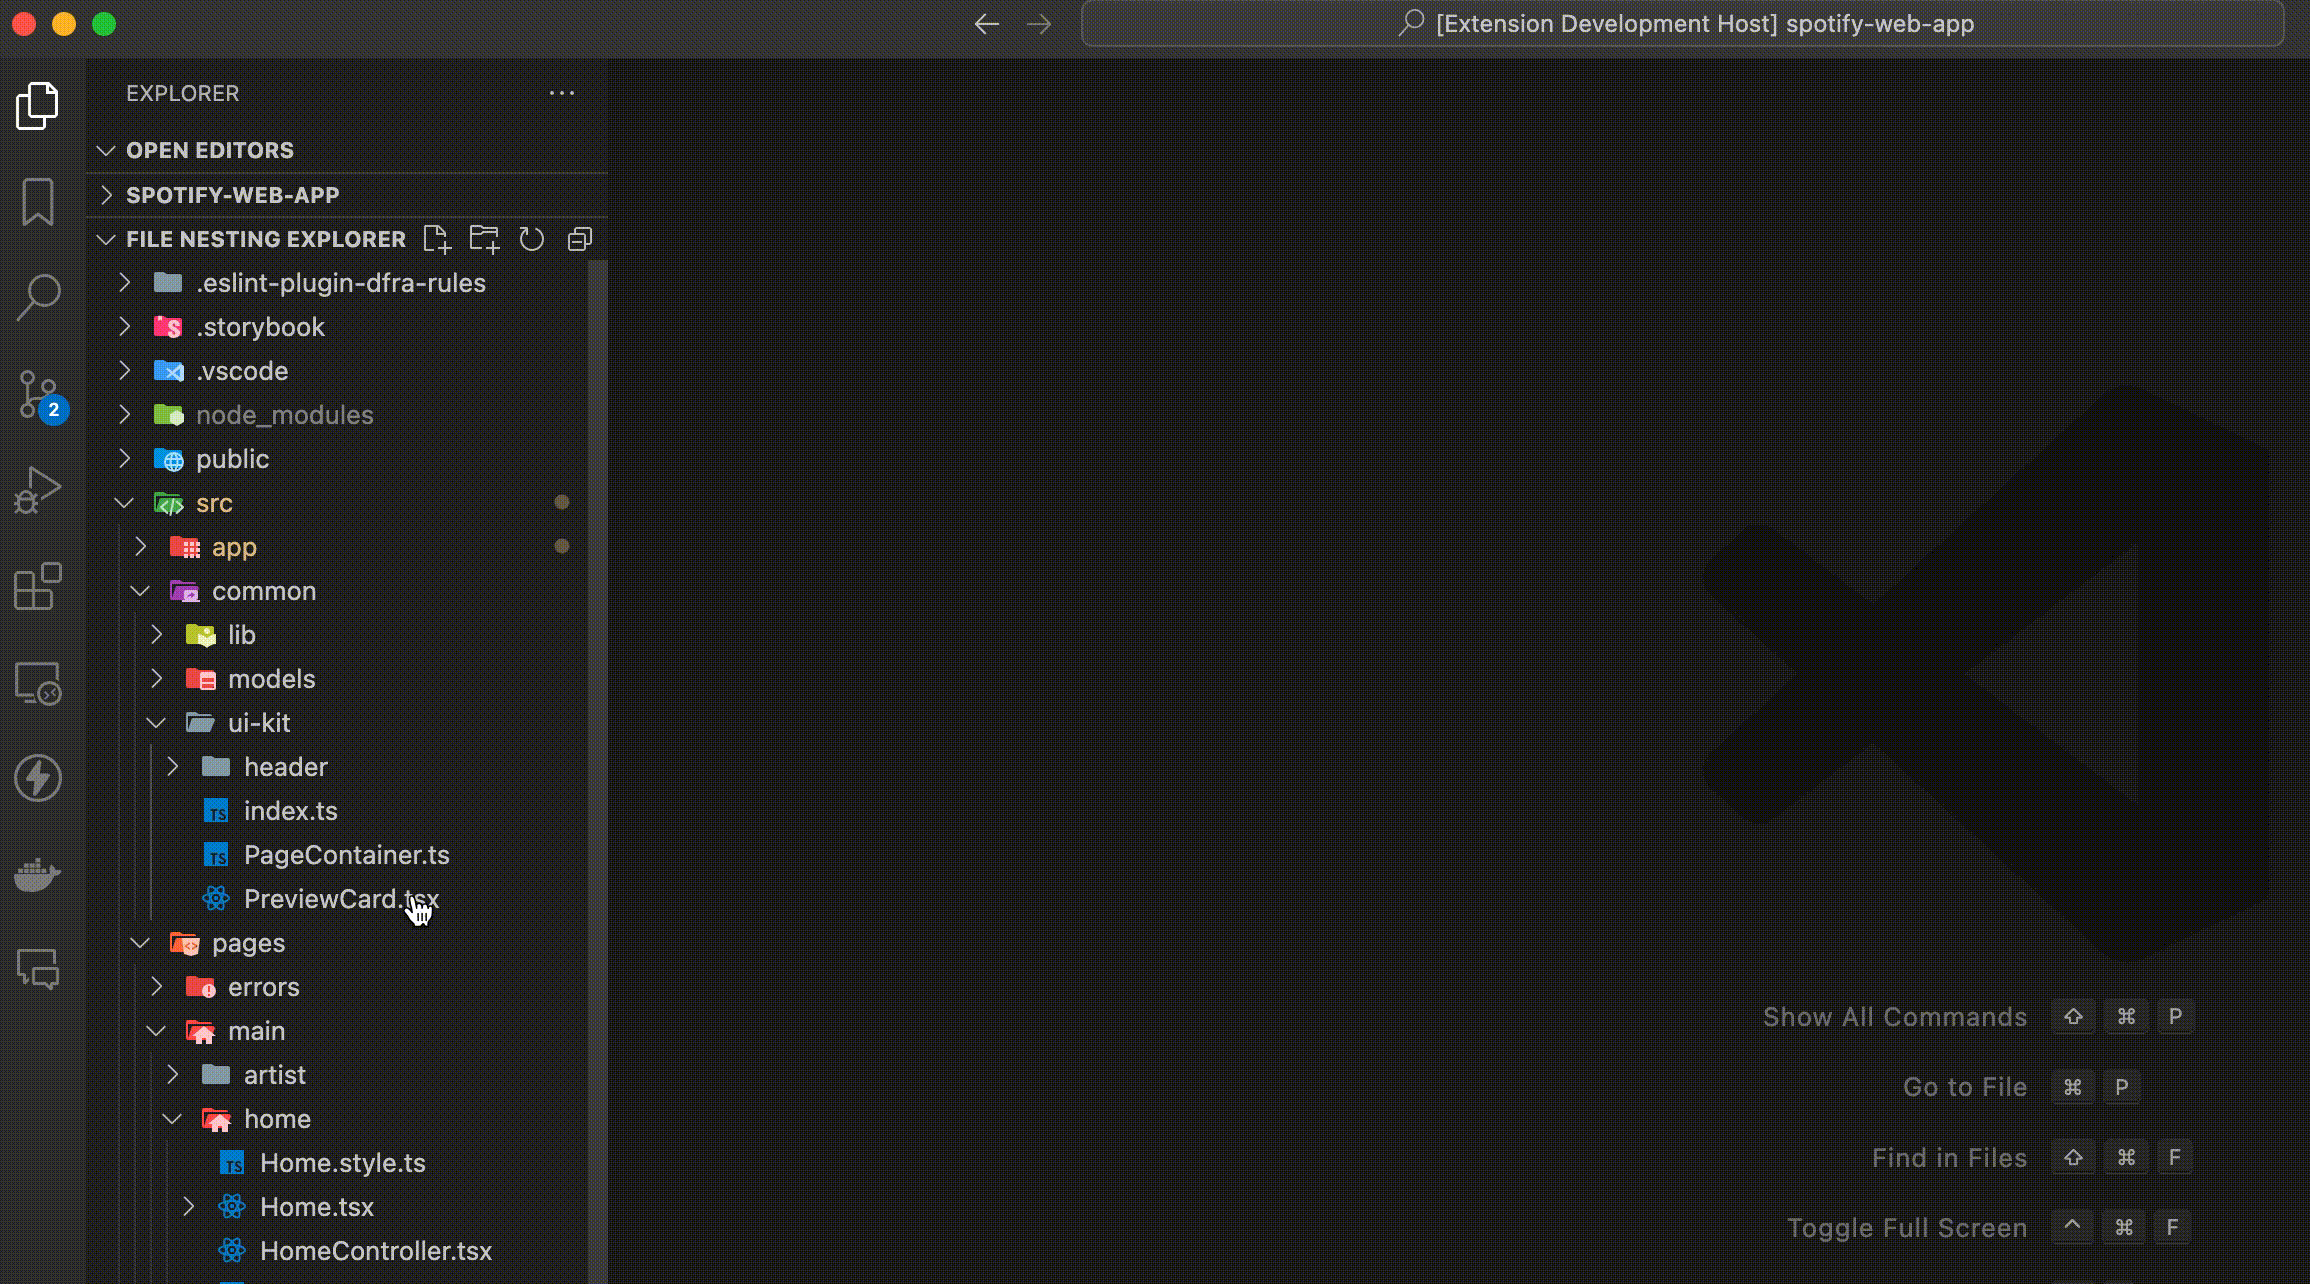 [Extension Development Host] spotify-web-app
EXPLORER
OPEN EDITORS
SPOTIFY-WEB-APP
FILE NESTING EXPLORER
.eslint-plugin-dfra-rules
.storybook
.vscode
node_modules
public
src
app
common
lib
models
ui-kit
header
TS index.ts
TS PageContainer.ts
PreviewCard.tsx
pages
errors
main
artist
home
TS Home.style.ts
Home.tsx
HomeController.tsx
2
Show All Commands ⇧ ⌘ P
Go to File ⌘ P
Find in Files ⇧ ⌘ F
Toggle Full Screen ^ ⌘ F